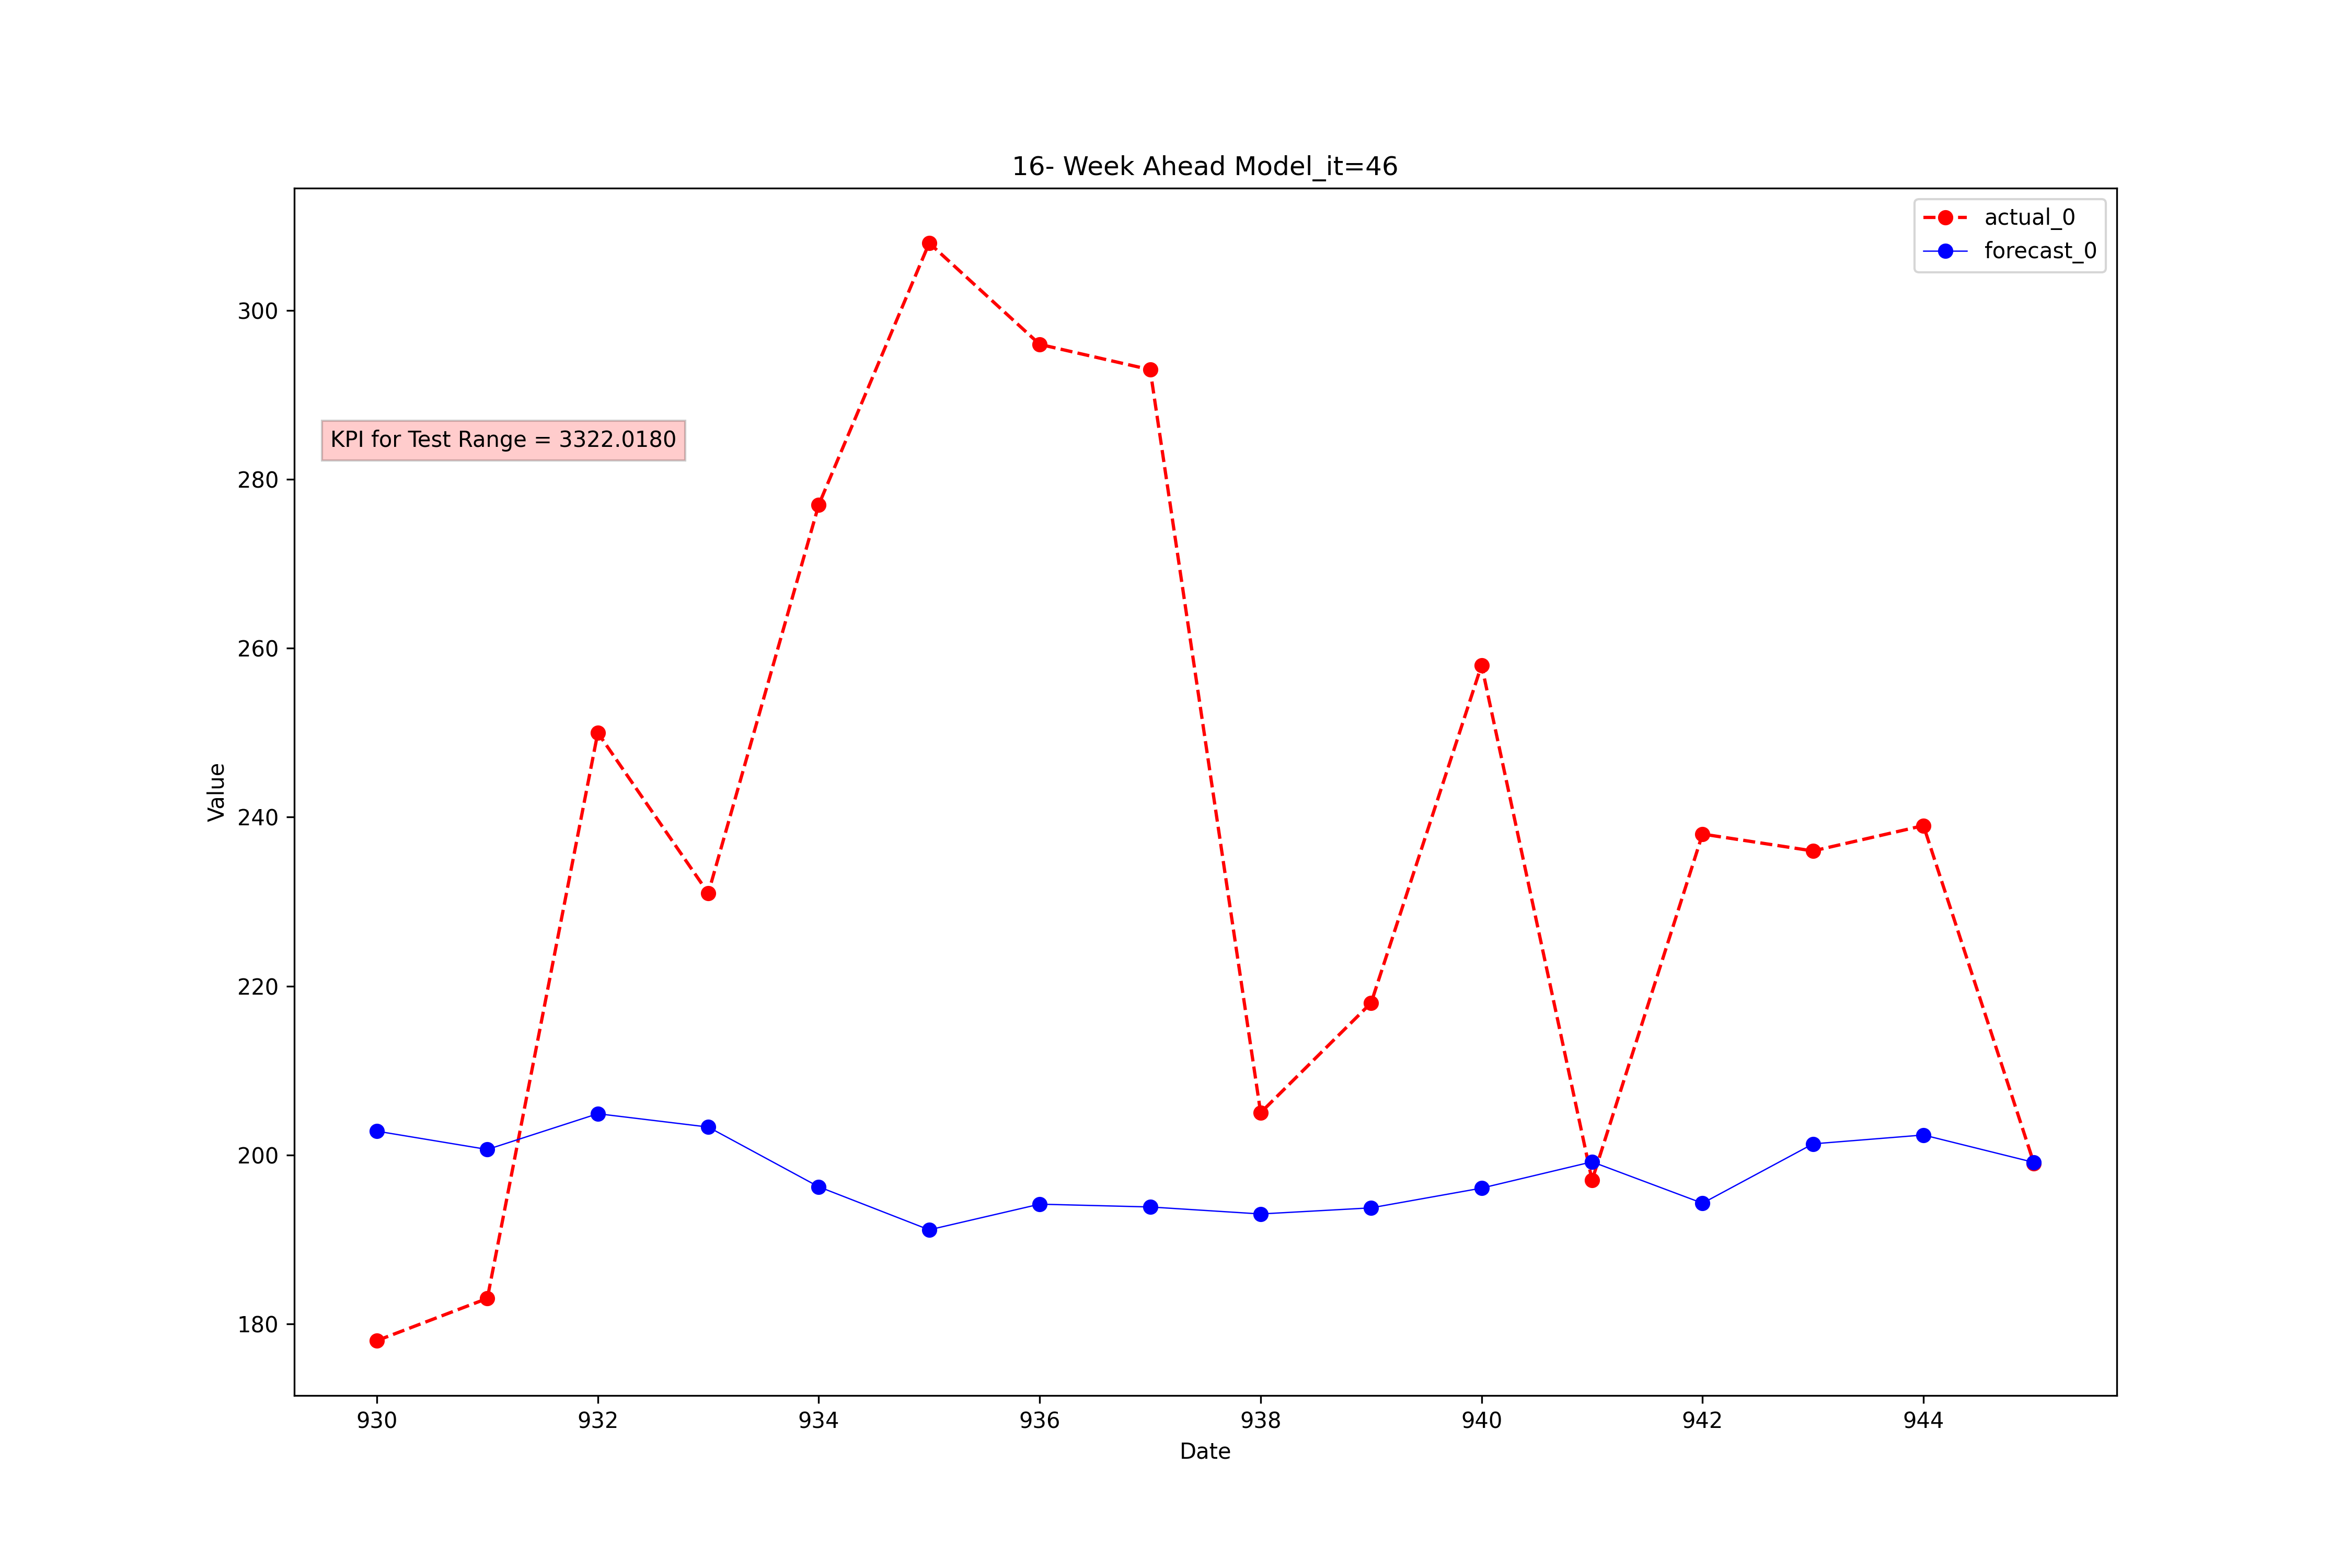 16- Week Ahead Model_it=46
actual_0
forecast_0
KPI for Test Range = 3322.0180
Value
300
280
260
240
220
200
180
930 932 934 936 938 940 942 944
Date